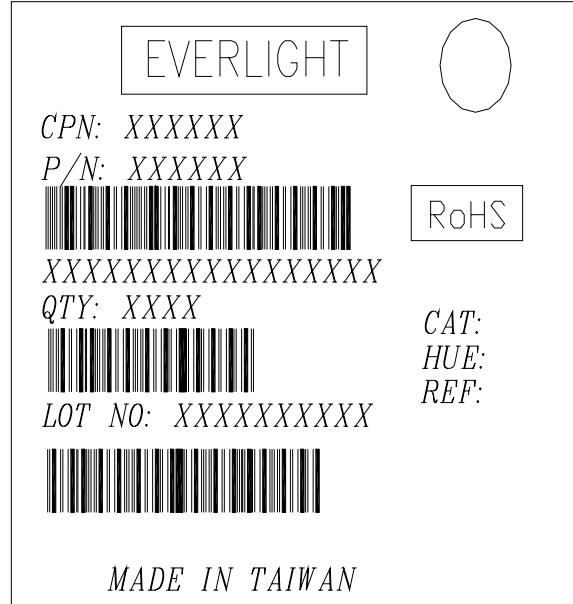 EVERLIGHT
CPN: XXXXXX
P/N: XXXXXX
RoHS
XXXXXXXXXXXXXXXXX
QTY: XXXX
CAT:
HUE:
REF:
LOT NO: XXXXXXXXXX
MADE IN TAIWAN